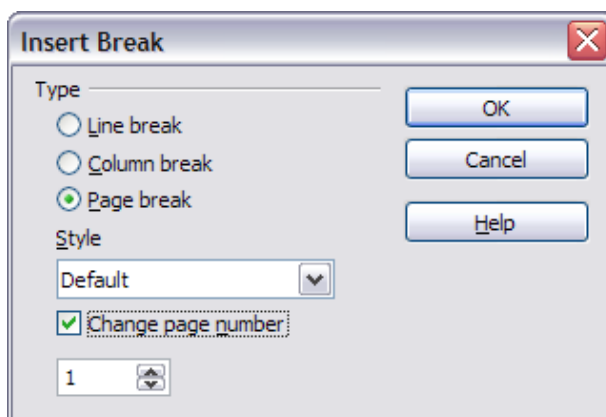 Insert Break
Type
Line break
Column break
Page break
Style
Default
Change page number
1
OK
Cancel
Help